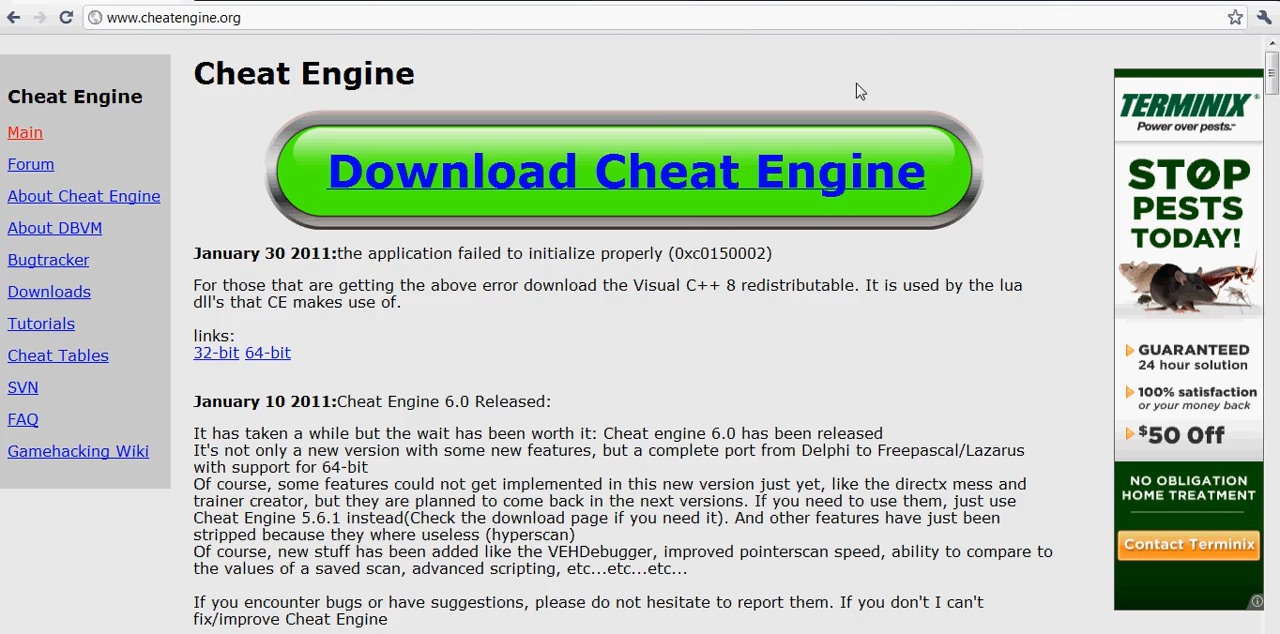 www.cheatengine.org
Cheat Engine
Main
Forum
About Cheat Engine
About DBVM
Bugtracker
Downloads
Tutorials
Cheat Tables
SVN
FAQ
Gamehacking Wiki
Cheat Engine
Download Cheat Engine
January 30 2011:the application failed to initialize properly (0xc0150002)
For those that are getting the above error download the Visual C++ 8 redistributable. It is used by the lua
dll's that CE makes use of.
links:
32-bit 64-bit
January 10 2011:Cheat Engine 6.0 Released:
It has taken a while but the wait has been worth it: Cheat engine 6.0 has been released
It's not only a new version with some new features, but a complete port from Delphi to Freepascal/Lazarus
with support for 64-bit
Of course, some features could not get implemented in this new version just yet, like the directx mess and
trainer creator, but they are planned to come back in the next versions. If you need to use them, just use
Cheat Engine 5.6.1 instead(Check the download page if you need it). And other features have just been
stripped because they where useless (hyperscan)
Of course, new stuff has been added like the VEHDebugger, improved pointerscan speed, ability to compare to
the values of a saved scan, advanced scripting, etc...etc...etc...
If you encounter bugs or have suggestions, please do not hesitate to report them. If you don't I can't
fix/improve Cheat Engine
TERMINIX®
Power over pests.™
STOP
PESTS
TODAY!
GUARANTEED
24 hour solution
100% satisfaction
or your money back
$50 Off
NO OBLIGATION
HOME TREATMENT
Contact Terminix